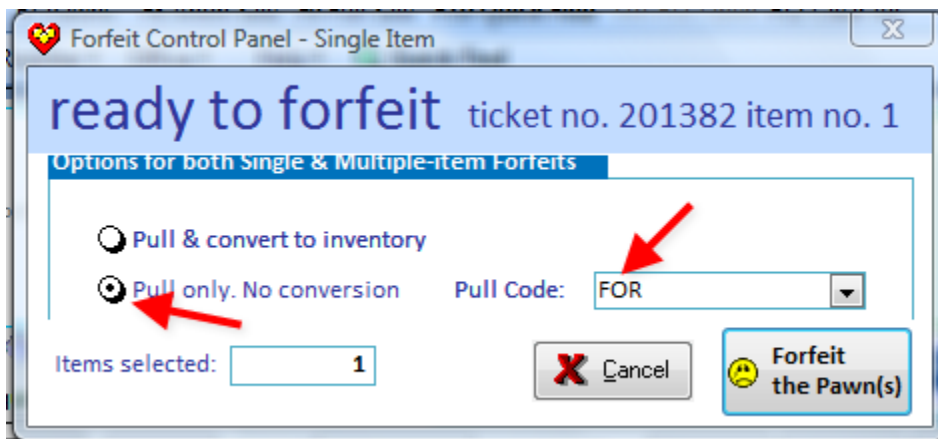 Forfeit Control Panel - Single Item
ready to forfeit ticket no. 201382 item no. 1
Options for both Single & Multiple-item Forfeits
Pull & convert to inventory
Pull only. No conversion Pull Code: FOR
Items selected: 1 Cancel Forfeit
the Pawn(s)